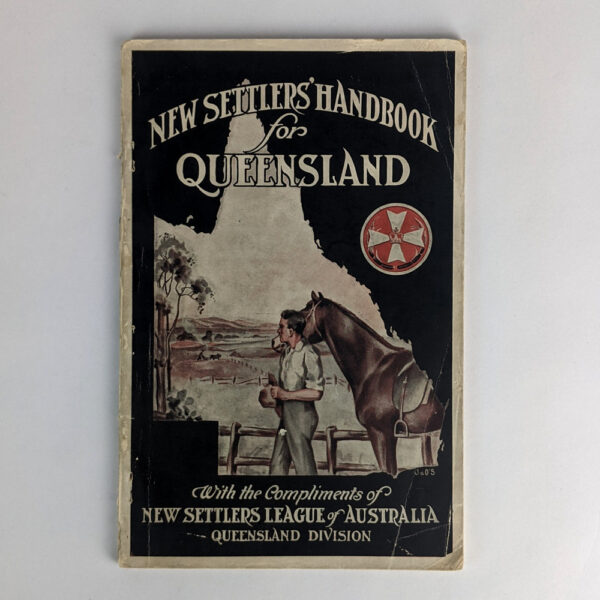 NEW SETTLERS' HANDBOOK
for
QUEENSLAND
With the Compliments of
NEW SETTLERS LEAGUE of AUSTRALIA
QUEENSLAND DIVISION